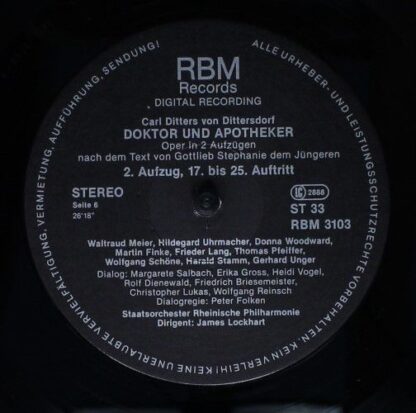 ALLE URHEBER- UND LEISTUNGSSCHUTZRECHTE VORBEHALTEN. KEIN VERLEIH! KEINE UNERLAUBTE VERVIELFÄLTIGUNG, VERMIETUNG, AUFFÜHRUNG, SENDUNG!
RBM
Records
DIGITAL RECORDING
Carl Ditters von Dittersdorf
DOKTOR UND APOTHEKER
Oper in 2 Aufzügen
nach dem Text von Gottlieb Stephanie dem Jüngeren
2. Aufzug, 17. bis 25. Auftritt
STEREO
Seite 6
26'18"
LC 2888
ST 33
RBM 3103
Waltraud Meier, Hildegard Uhrmacher, Donna Woodward,
Martin Finke, Frieder Lang, Thomas Pfeiffer,
Wolfgang Schöne, Harald Stamm, Gerhard Unger
Dialog: Margarete Salbach, Erika Gross, Heidi Vogel,
Rolf Dienewald, Friedrich Briesemeister,
Christopher Lukas, Wolfgang Reinsch
Dialogregie: Peter Folken
Staatsorchester Rheinische Philharmonie
Dirigent: James Lockhart